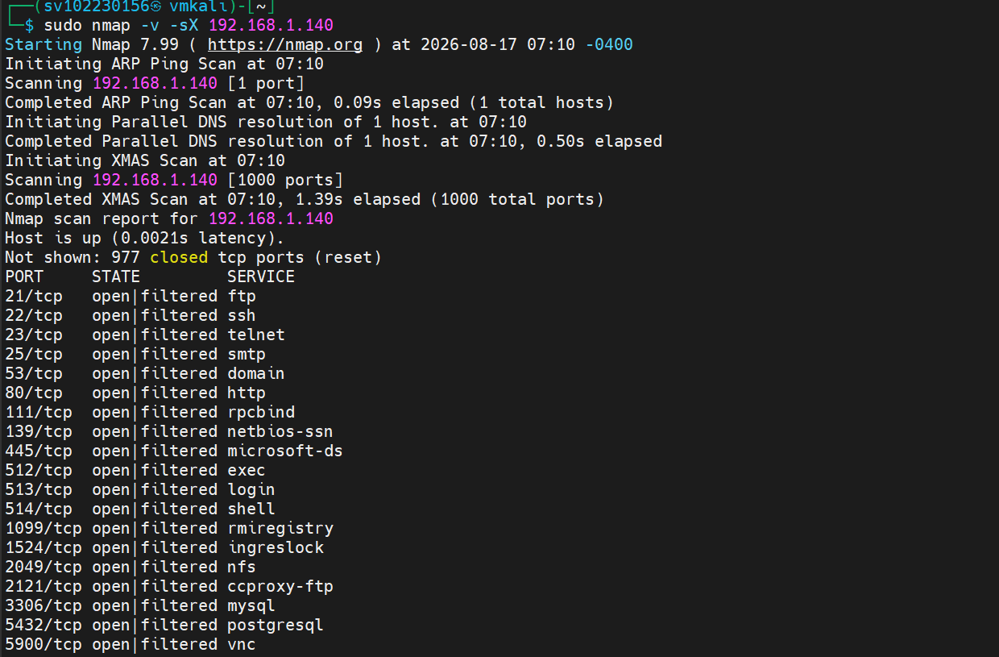 ┌──(sv102230156㉿vmkali)-[~]
└─$ sudo nmap -v -sX 192.168.1.140
Starting Nmap 7.99 ( https://nmap.org ) at 2026-08-17 07:10 -0400
Initiating ARP Ping Scan at 07:10
Scanning 192.168.1.140 [1 port]
Completed ARP Ping Scan at 07:10, 0.09s elapsed (1 total hosts)
Initiating Parallel DNS resolution of 1 host. at 07:10
Completed Parallel DNS resolution of 1 host. at 07:10, 0.50s elapsed
Initiating XMAS Scan at 07:10
Scanning 192.168.1.140 [1000 ports]
Completed XMAS Scan at 07:10, 1.39s elapsed (1000 total ports)
Nmap scan report for 192.168.1.140
Host is up (0.0021s latency).
Not shown: 977 closed tcp ports (reset)
PORT     STATE         SERVICE
21/tcp   open|filtered ftp
22/tcp   open|filtered ssh
23/tcp   open|filtered telnet
25/tcp   open|filtered smtp
53/tcp   open|filtered domain
80/tcp   open|filtered http
111/tcp  open|filtered rpcbind
139/tcp  open|filtered netbios-ssn
445/tcp  open|filtered microsoft-ds
512/tcp  open|filtered exec
513/tcp  open|filtered login
514/tcp  open|filtered shell
1099/tcp open|filtered rmiregistry
1524/tcp open|filtered ingreslock
2049/tcp open|filtered nfs
2121/tcp open|filtered ccproxy-ftp
3306/tcp open|filtered mysql
5432/tcp open|filtered postgresql
5900/tcp open|filtered vnc